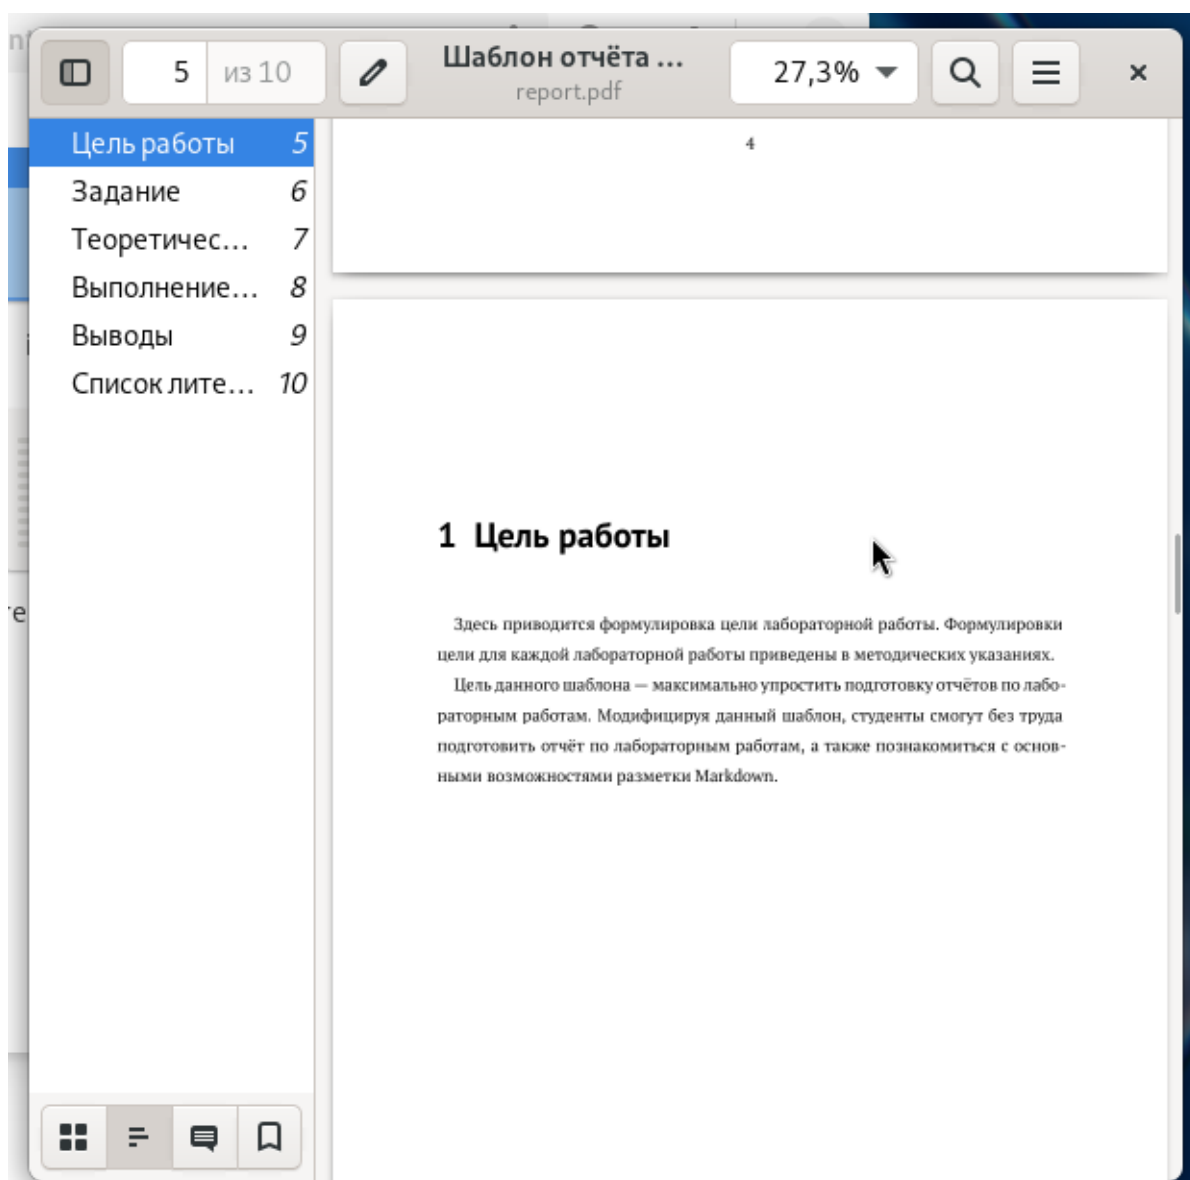 5 из 10
Шаблон отчёта ...
report.pdf
27,3%
Цель работы 5
Задание 6
Теоретичес... 7
Выполнение... 8
Выводы 9
Список лите... 10
4
1 Цель работы
Здесь приводится формулировка цели лабораторной работы. Формулировки
цели для каждой лабораторной работы приведены в методических указаниях.
Цель данного шаблона — максимально упростить подготовку отчётов по лабо-
раторным работам. Модифицируя данный шаблон, студенты смогут без труда
подготовить отчёт по лабораторным работам, а также познакомиться с основ-
ными возможностями разметки Markdown.